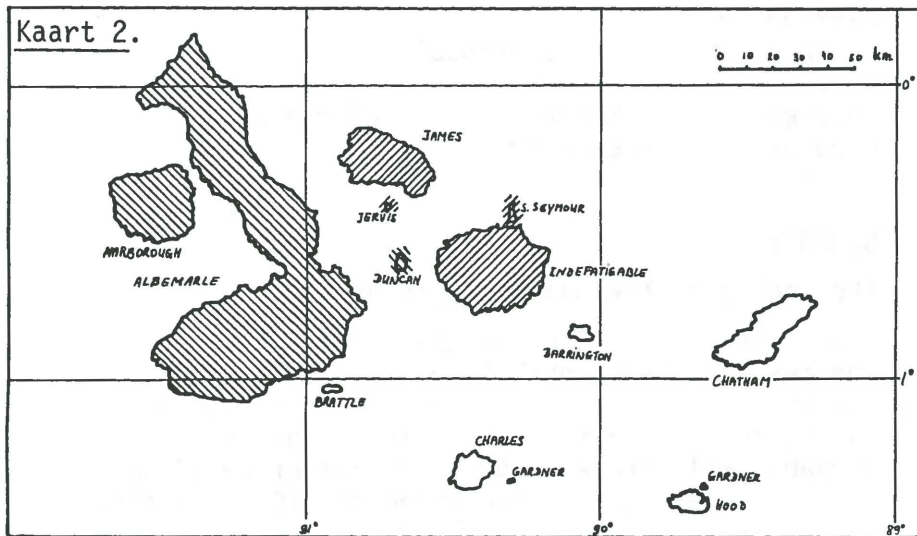 Kaart 2.
0 10 20 30 40 50 km.
0°
JAMES
JERVIS
S. SEYMOUR
NARBOROUGH
ALBEMARLE
DUNCAN
INDEFATIGABLE
BARRINGTON
CHATHAM
1°
BRATTLE
CHARLES
GARDNER
GARDNER
HOOD
91°
90°
89°